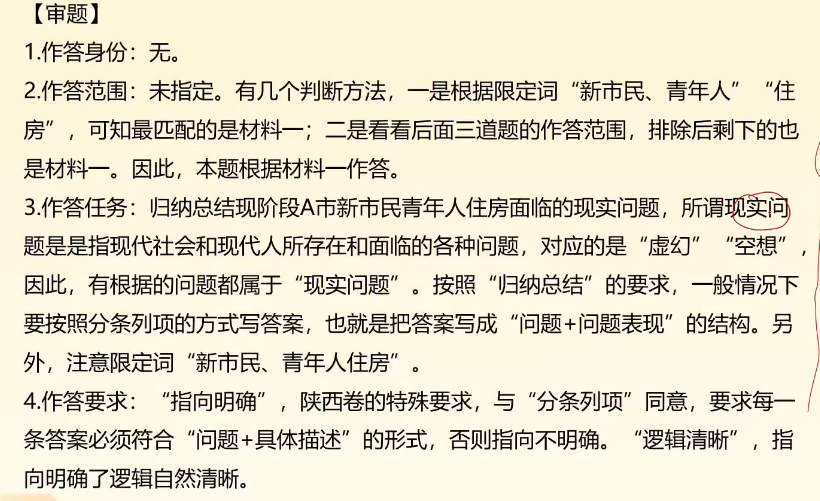 【审题】
1.作答身份：无。
2.作答范围：未指定。有几个判断方法，一是根据限定词“新市民、青年人”“住
房”，可知最匹配的是材料一；二是看看后面三道题的作答范围，排除后剩下的也
是材料一。因此，本题根据材料一作答。
3.作答任务：归纳总结现阶段A市新市民青年人住房面临的现实问题，所谓现实问
题是是指现代社会和现代人所存在和面临的各种问题，对应的是“虚幻”“空想”，
因此，有根据的问题都属于“现实问题”。按照“归纳总结”的要求，一般情况下
要按照分条列项的方式写答案，也就是把答案写成“问题+问题表现”的结构。另
外，注意限定词“新市民、青年人住房”。
4.作答要求：“指向明确”，陕西卷的特殊要求，与“分条列项”同意，要求每一
条答案必须符合“问题+具体描述”的形式，否则指向不明确。“逻辑清晰”，指
向明确了逻辑自然清晰。